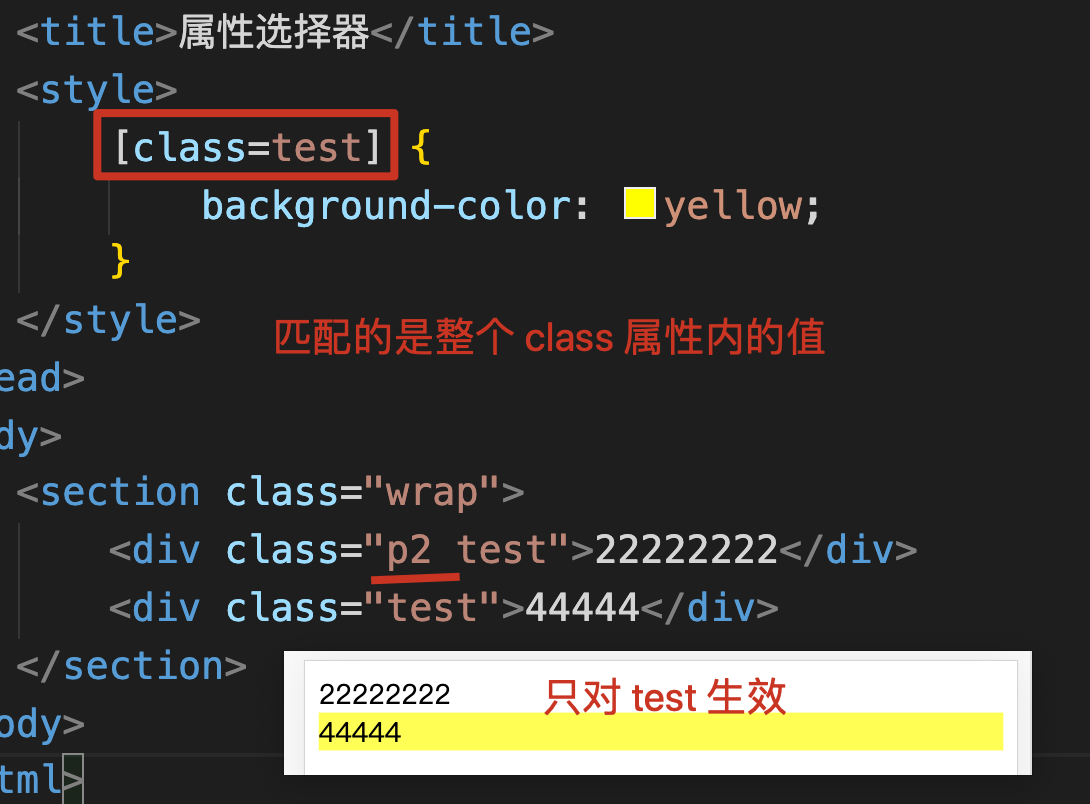 <title>属性选择器</title>
<style>
[class=test] {
background-color: yellow;
}
</style>
匹配的是整个 class 属性内的值
ead>
dy>
<section class="wrap">
<div class="p2 test">22222222</div>
<div class="test">44444</div>
</section>
ody>
tml>
22222222
只对 test 生效
44444